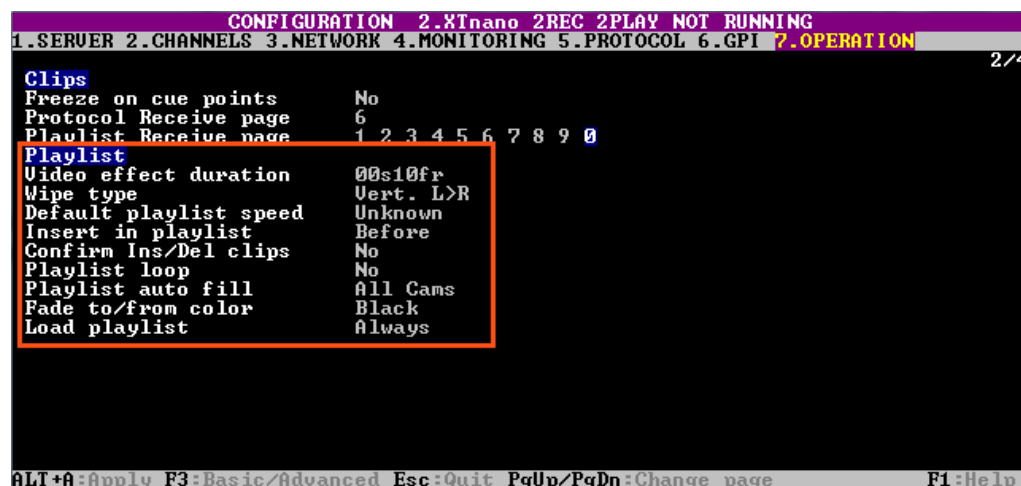 CONFIGURATION 2.XTnano 2REC 2PLAY NOT RUNNING
1.SERVER 2.CHANNELS 3.NETWORK 4.MONITORING 5.PROTOCOL 6.GPI 7.OPERATION
2/4
Clips
Freeze on cue points No
Protocol Receive page 6
Playlist Receive page 1 2 3 4 5 6 7 8 9 0
Playlist
Video effect duration 00s10fr
Wipe type Vert. L>R
Default playlist speed Unknown
Insert in playlist Before
Confirm Ins/Del clips No
Playlist loop No
Playlist auto fill All Cams
Fade to/from color Black
Load playlist Always
ALT+A:Apply F3:Basic/Advanced Esc:Quit PgUp/PgDn:Change page F1:Help